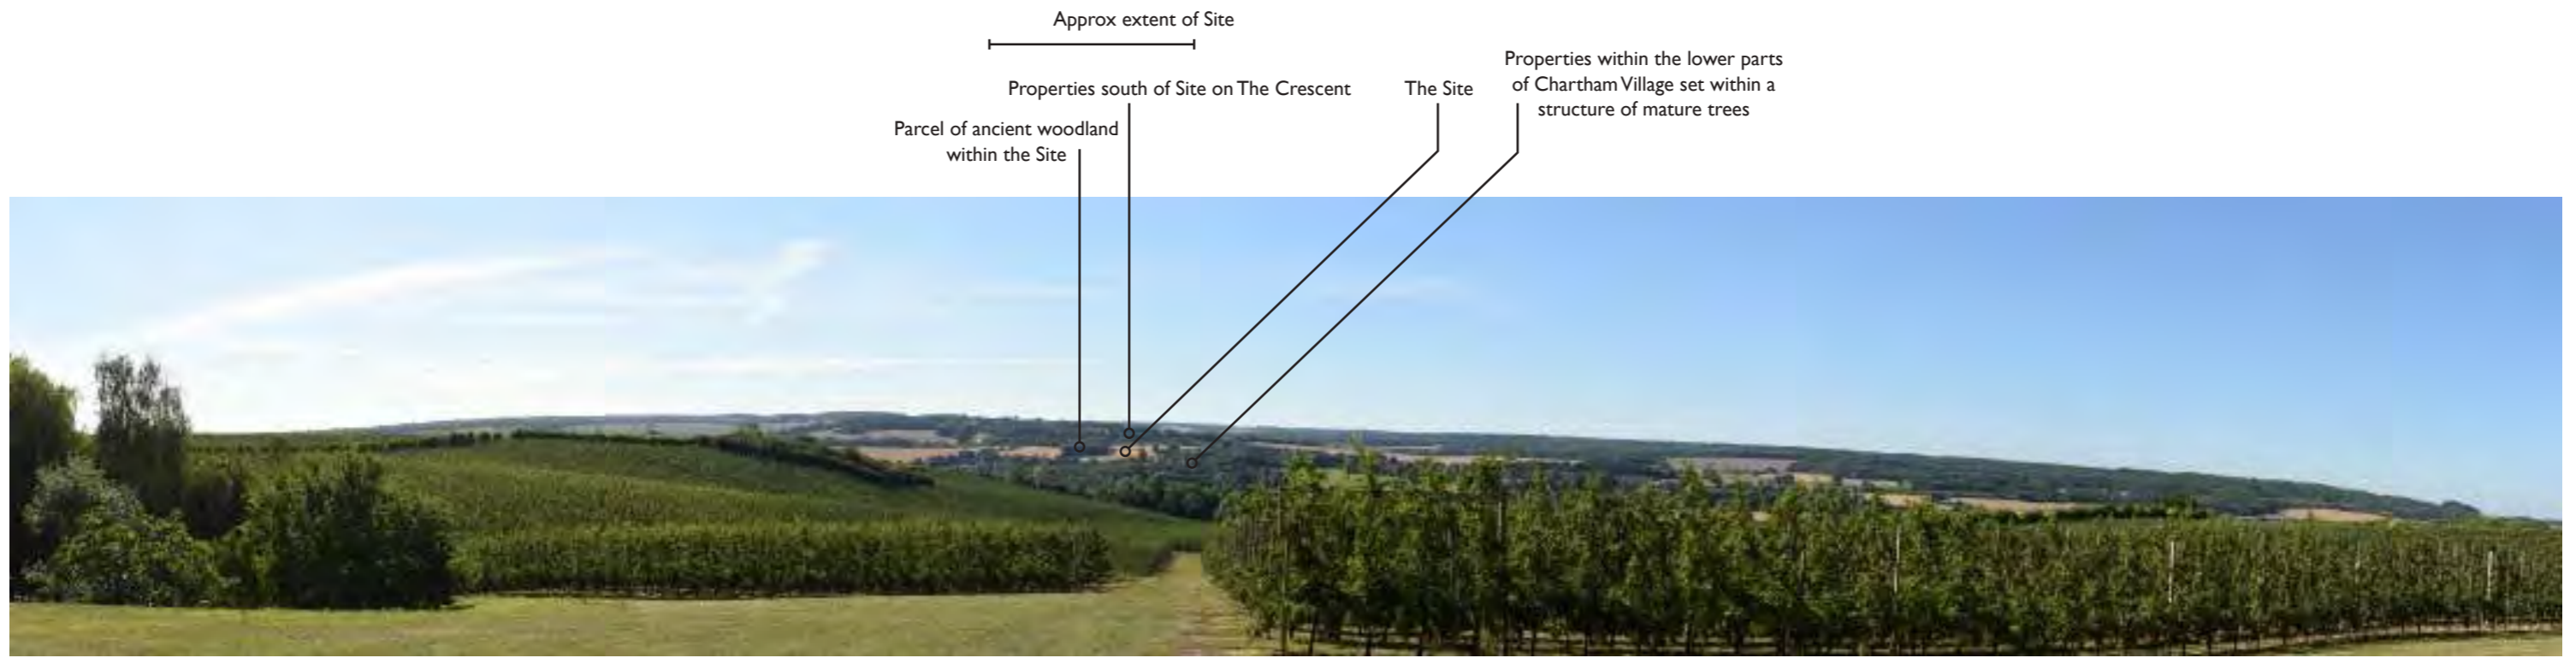 Approx extent of Site
Properties south of Site on The Crescent
The Site
Properties within the lower parts
of Chartham Village set within a
structure of mature trees
Parcel of ancient woodland
within the Site